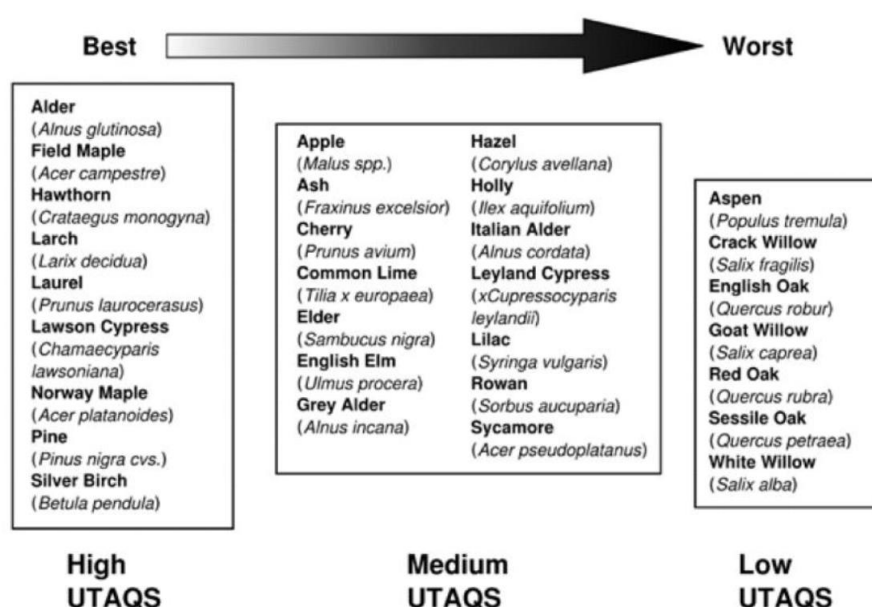 Best
Worst
Alder
(Alnus glutinosa)
Field Maple
(Acer campestre)
Hawthorn
(Crataegus monogyna)
Larch
(Larix decidua)
Laurel
(Prunus laurocerasus)
Lawson Cypress
(Chamaecyparis
lawsoniana)
Norway Maple
(Acer platanoides)
Pine
(Pinus nigra cvs.)
Silver Birch
(Betula pendula)
High
UTAQS
Apple
(Malus spp.)
Ash
(Fraxinus excelsior)
Cherry
(Prunus avium)
Common Lime
(Tilia x europaea)
Elder
(Sambucus nigra)
English Elm
(Ulmus procera)
Grey Alder
(Alnus incana)
Hazel
(Corylus avellana)
Holly
(Ilex aquifolium)
Italian Alder
(Alnus cordata)
Leyland Cypress
(xCupressocyparis
leylandii)
Lilac
(Syringa vulgaris)
Rowan
(Sorbus aucuparia)
Sycamore
(Acer pseudoplatanus)
Medium
UTAQS
Aspen
(Populus tremula)
Crack Willow
(Salix fragilis)
English Oak
(Quercus robur)
Goat Willow
(Salix caprea)
Red Oak
(Quercus rubra)
Sessile Oak
(Quercus petraea)
White Willow
(Salix alba)
Low
UTAQS